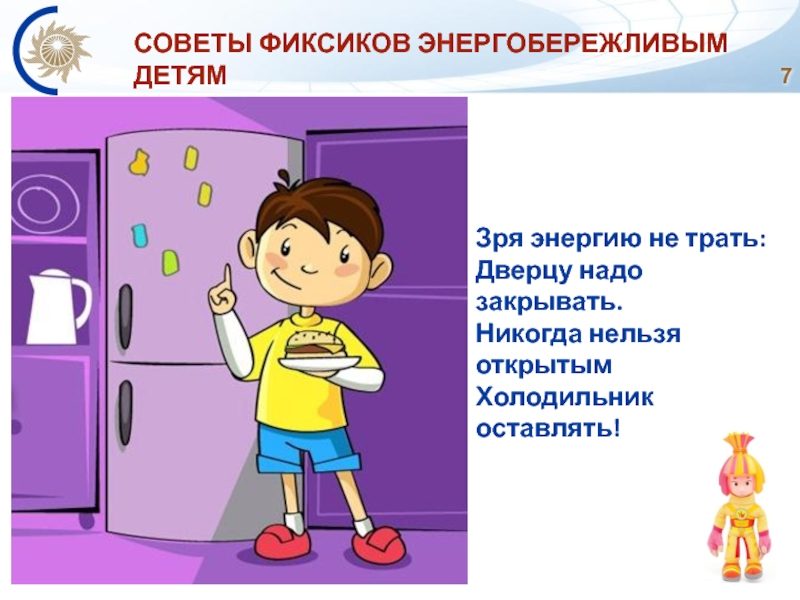 СОВЕТЫ ФИКСИКОВ ЭНЕРГОБЕРЕЖЛИВЫМ
ДЕТЯМ
7
Зря энергию не трать:
Дверцу надо
закрывать.
Никогда нельзя
открытым
Холодильник
оставлять!